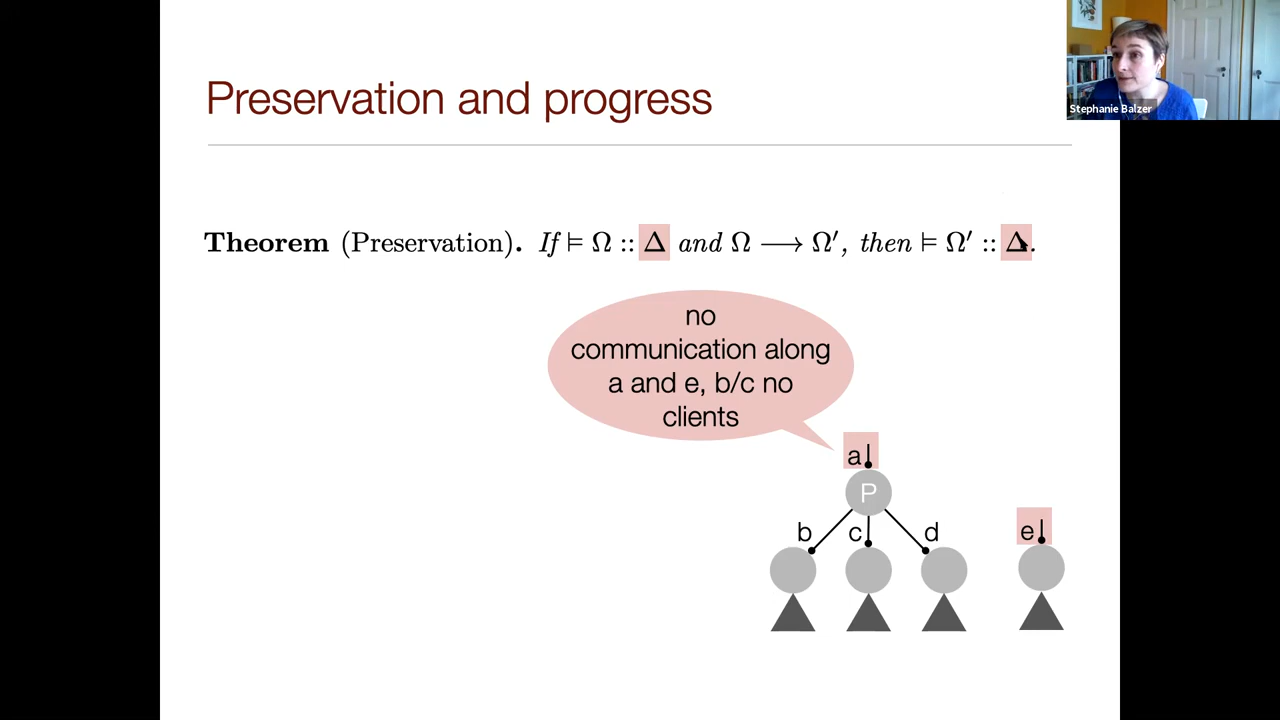 Stephanie Balzer
Preservation and progress
Theorem (Preservation). If ⊨ Ω :: Δ and Ω ⟶ Ω′, then ⊨ Ω′ :: Δ.
no
communication along
a and e, b/c no
clients
a
P
b c d
e